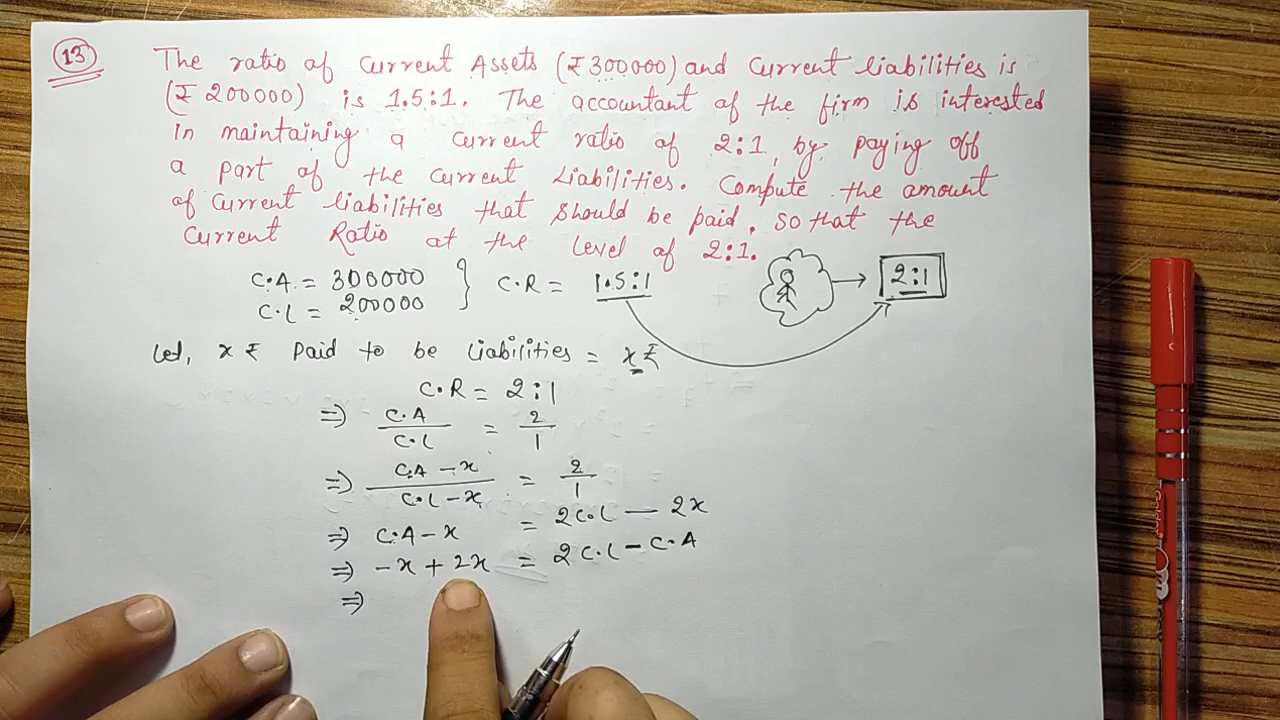 13
The ratio of Current Assets (₹ 300000) and Current liabilities is
(₹ 200000) is 1.5:1. The accountant of the firm is interested
in maintaining a current ratio of 2:1, by paying off
a part of the current Liabilities. Compute the amount
of Current liabilities that should be paid, so that the
Current Ratio at the level of 2:1.
C.A. = 300000
C.L = 200000
C.R = 1.5:1
2:1
Let, x ₹ Paid to be liabilities = x ₹
C.R = 2:1
⇒ C.A / C.L = 2 / 1
⇒ C.A - x / C.L - x = 2 / 1
⇒ C.A - x = 2C.L - 2x
⇒ -x + 2x = 2C.L - C.A
⇒